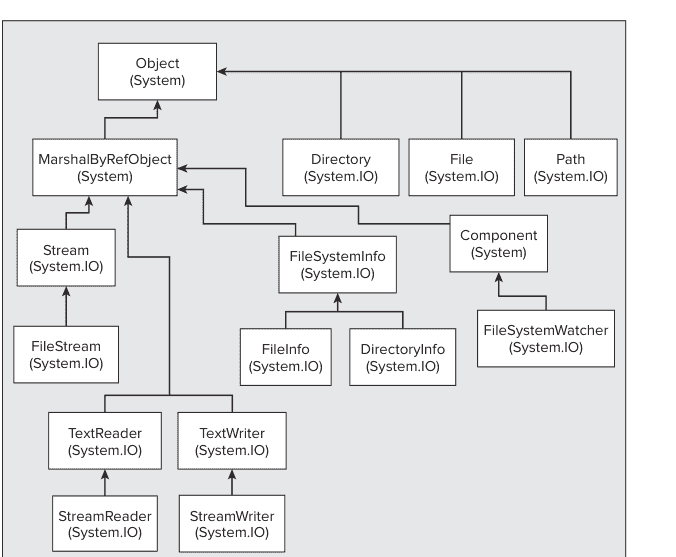 Object
(System)
MarshalByRefObject
(System)
Directory
(System.IO)
File
(System.IO)
Path
(System.IO)
Stream
(System.IO)
FileSystemInfo
(System.IO)
Component
(System)
FileStream
(System.IO)
FileInfo
(System.IO)
DirectoryInfo
(System.IO)
FileSystemWatcher
(System.IO)
TextReader
(System.IO)
TextWriter
(System.IO)
StreamReader
(System.IO)
StreamWriter
(System.IO)